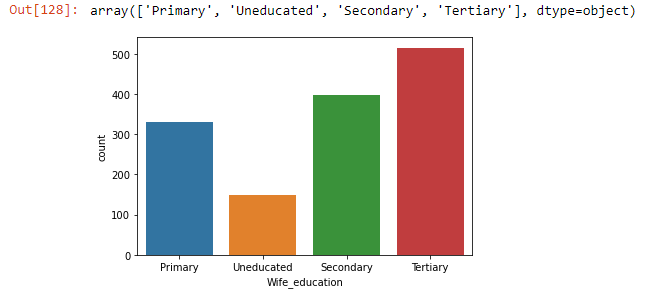 Out[128]: array(['Primary', 'Uneducated', 'Secondary', 'Tertiary'], dtype=object)
500
400
300
200
100
0
count
Primary Uneducated Secondary Tertiary
Wife_education